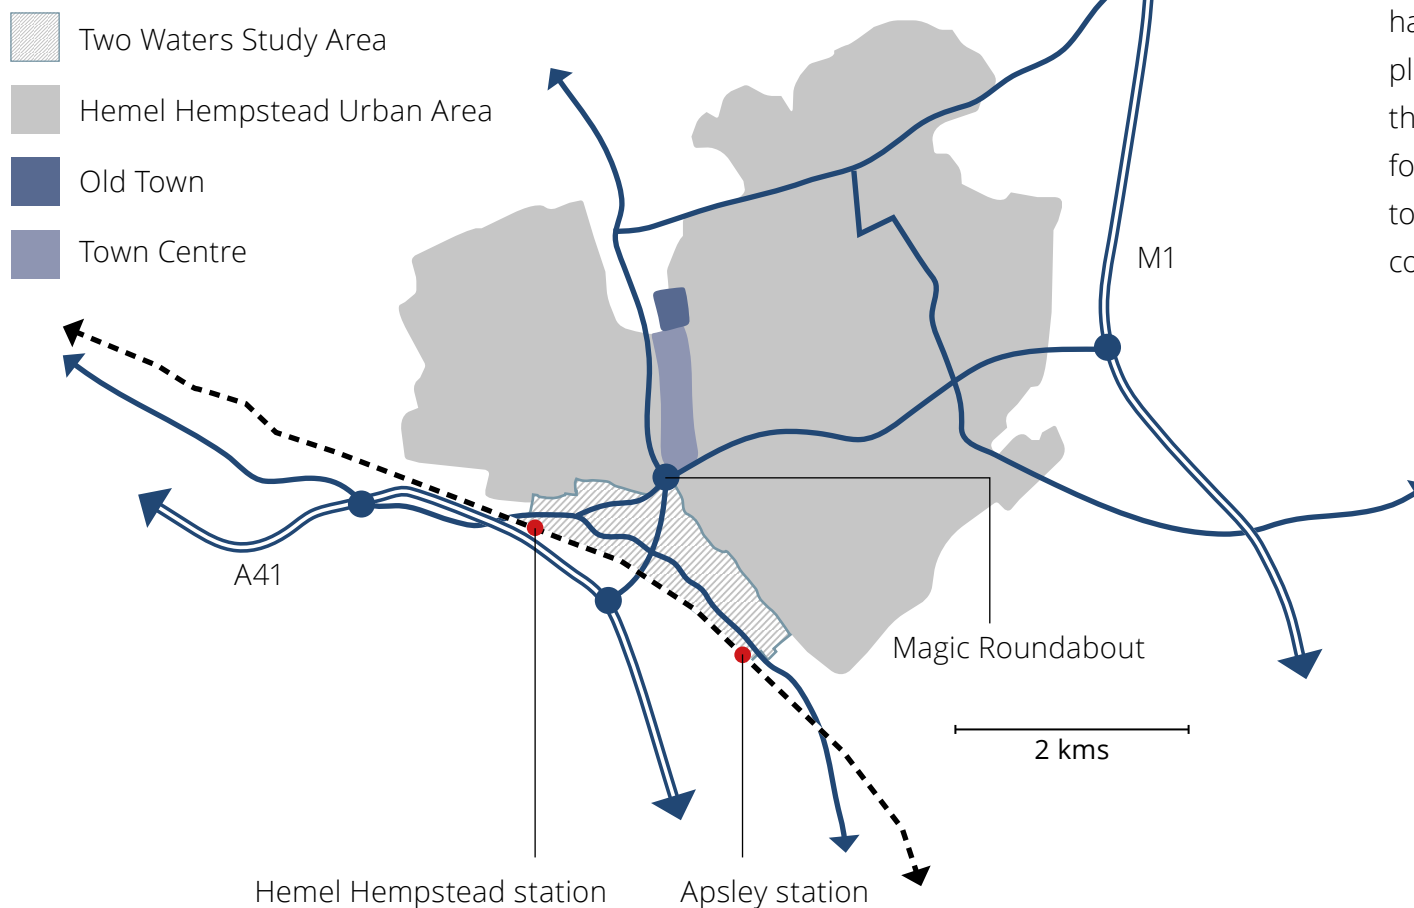 Two Waters Study Area
Hemel Hempstead Urban Area
Old Town
Town Centre
M1
A41
Magic Roundabout
2 kms
Hemel Hempstead station
Apsley station